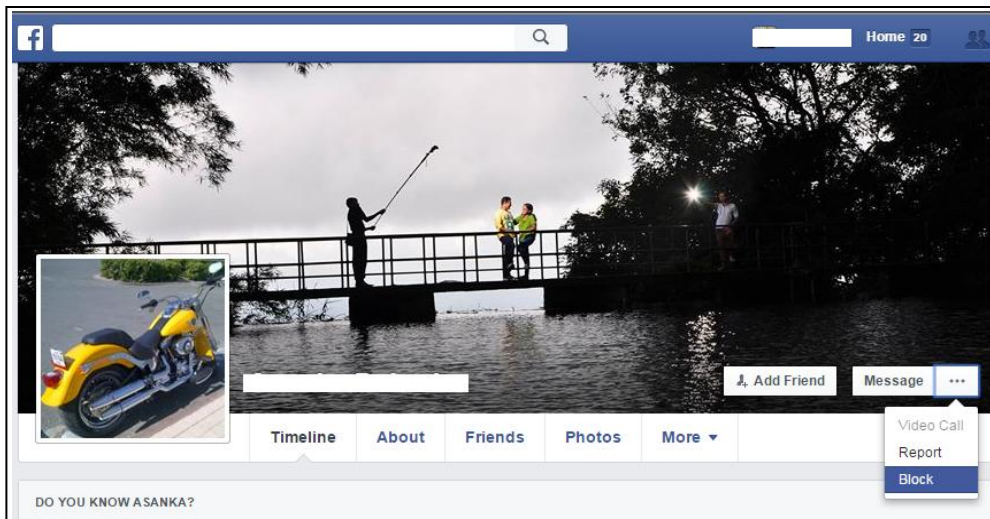 f
Home 20
Add Friend Message ...
Video Call
Timeline About Friends Photos More
Report
Block
DO YOU KNOW ASANKA?